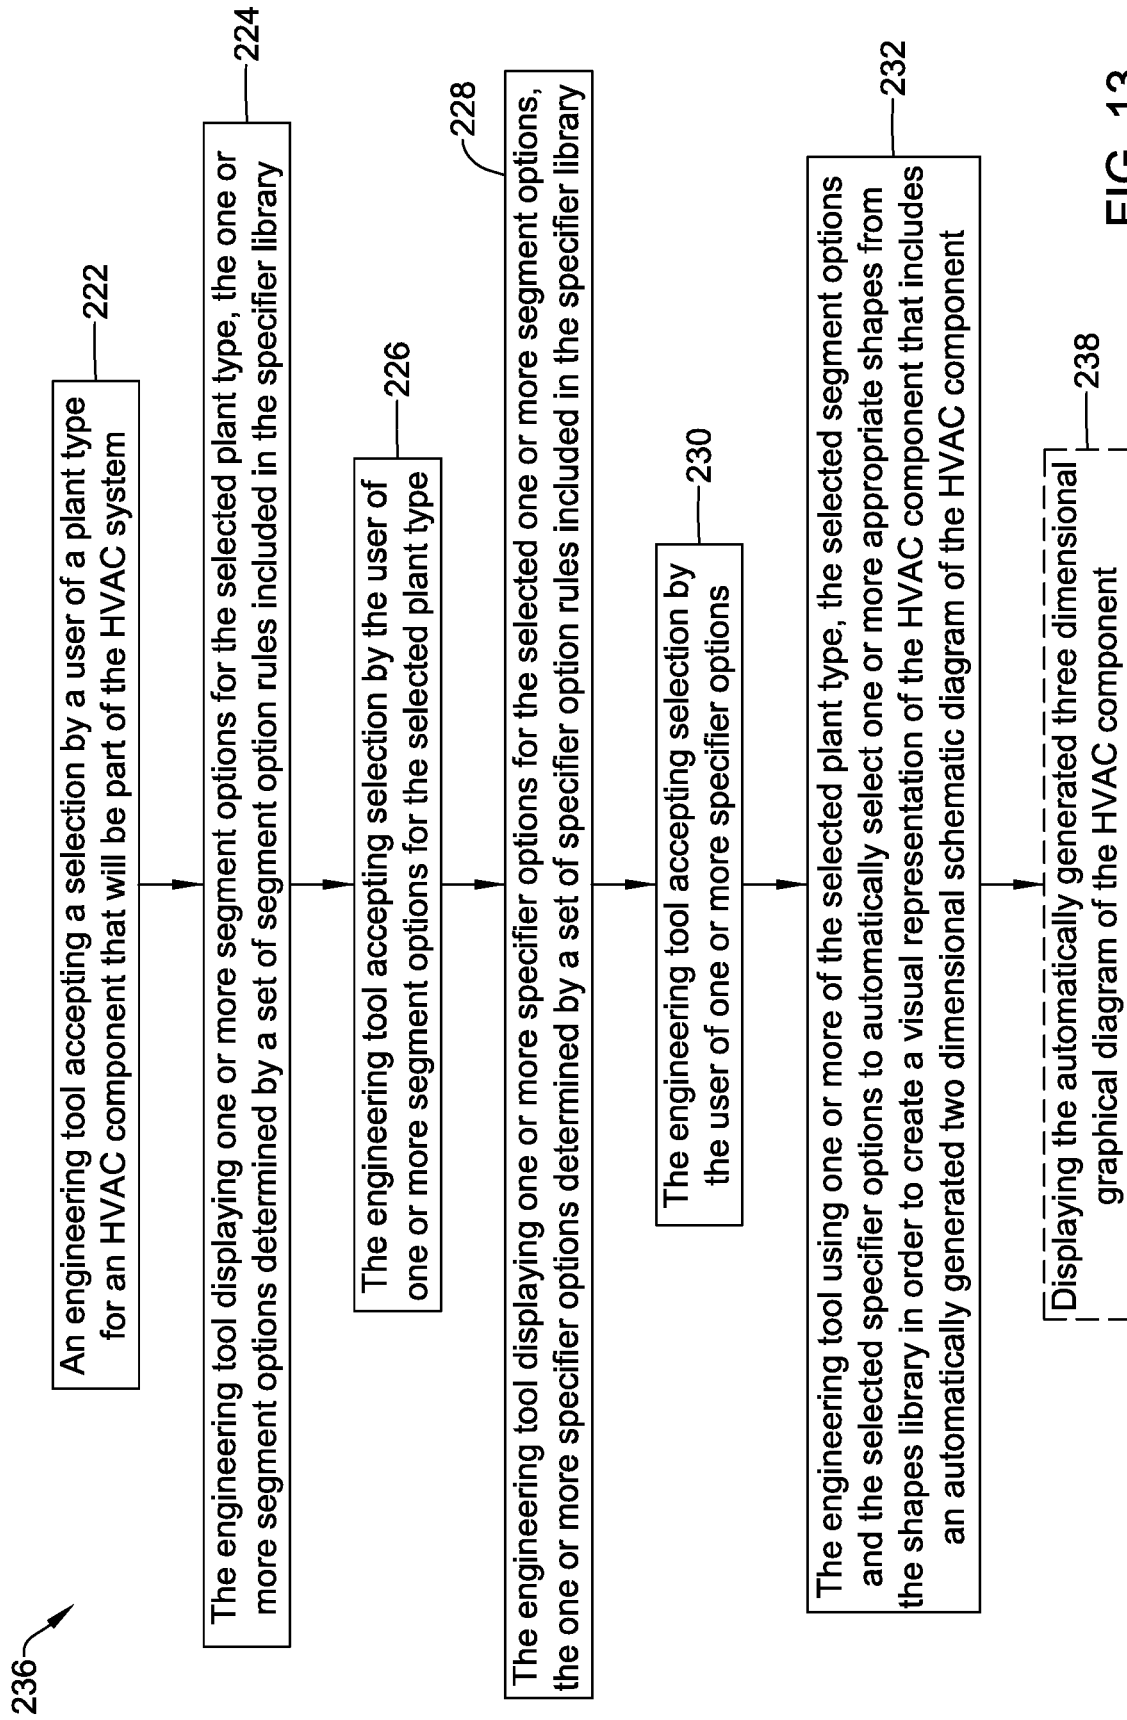 236
An engineering tool accepting a selection by a user of a plant type
for an HVAC component that will be part of the HVAC system
222
The engineering tool displaying one or more segment options for the selected plant type, the one or
more segment options determined by a set of segment option rules included in the specifier library
224
The engineering tool accepting selection by the user of
one or more segment options for the selected plant type
226
The engineering tool displaying one or more specifier options for the selected one or more segment options,
the one or more specifier options determined by a set of specifier option rules included in the specifier library
228
The engineering tool accepting selection by
the user of one or more specifier options
230
The engineering tool using one or more of the selected plant type, the selected segment options
and the selected specifier options to automatically select one or more appropriate shapes from
the shapes library in order to create a visual representation of the HVAC component that includes
an automatically generated two dimensional schematic diagram of the HVAC component
232
Displaying the automatically generated three dimensional
graphical diagram of the HVAC component
238
FIG. 13